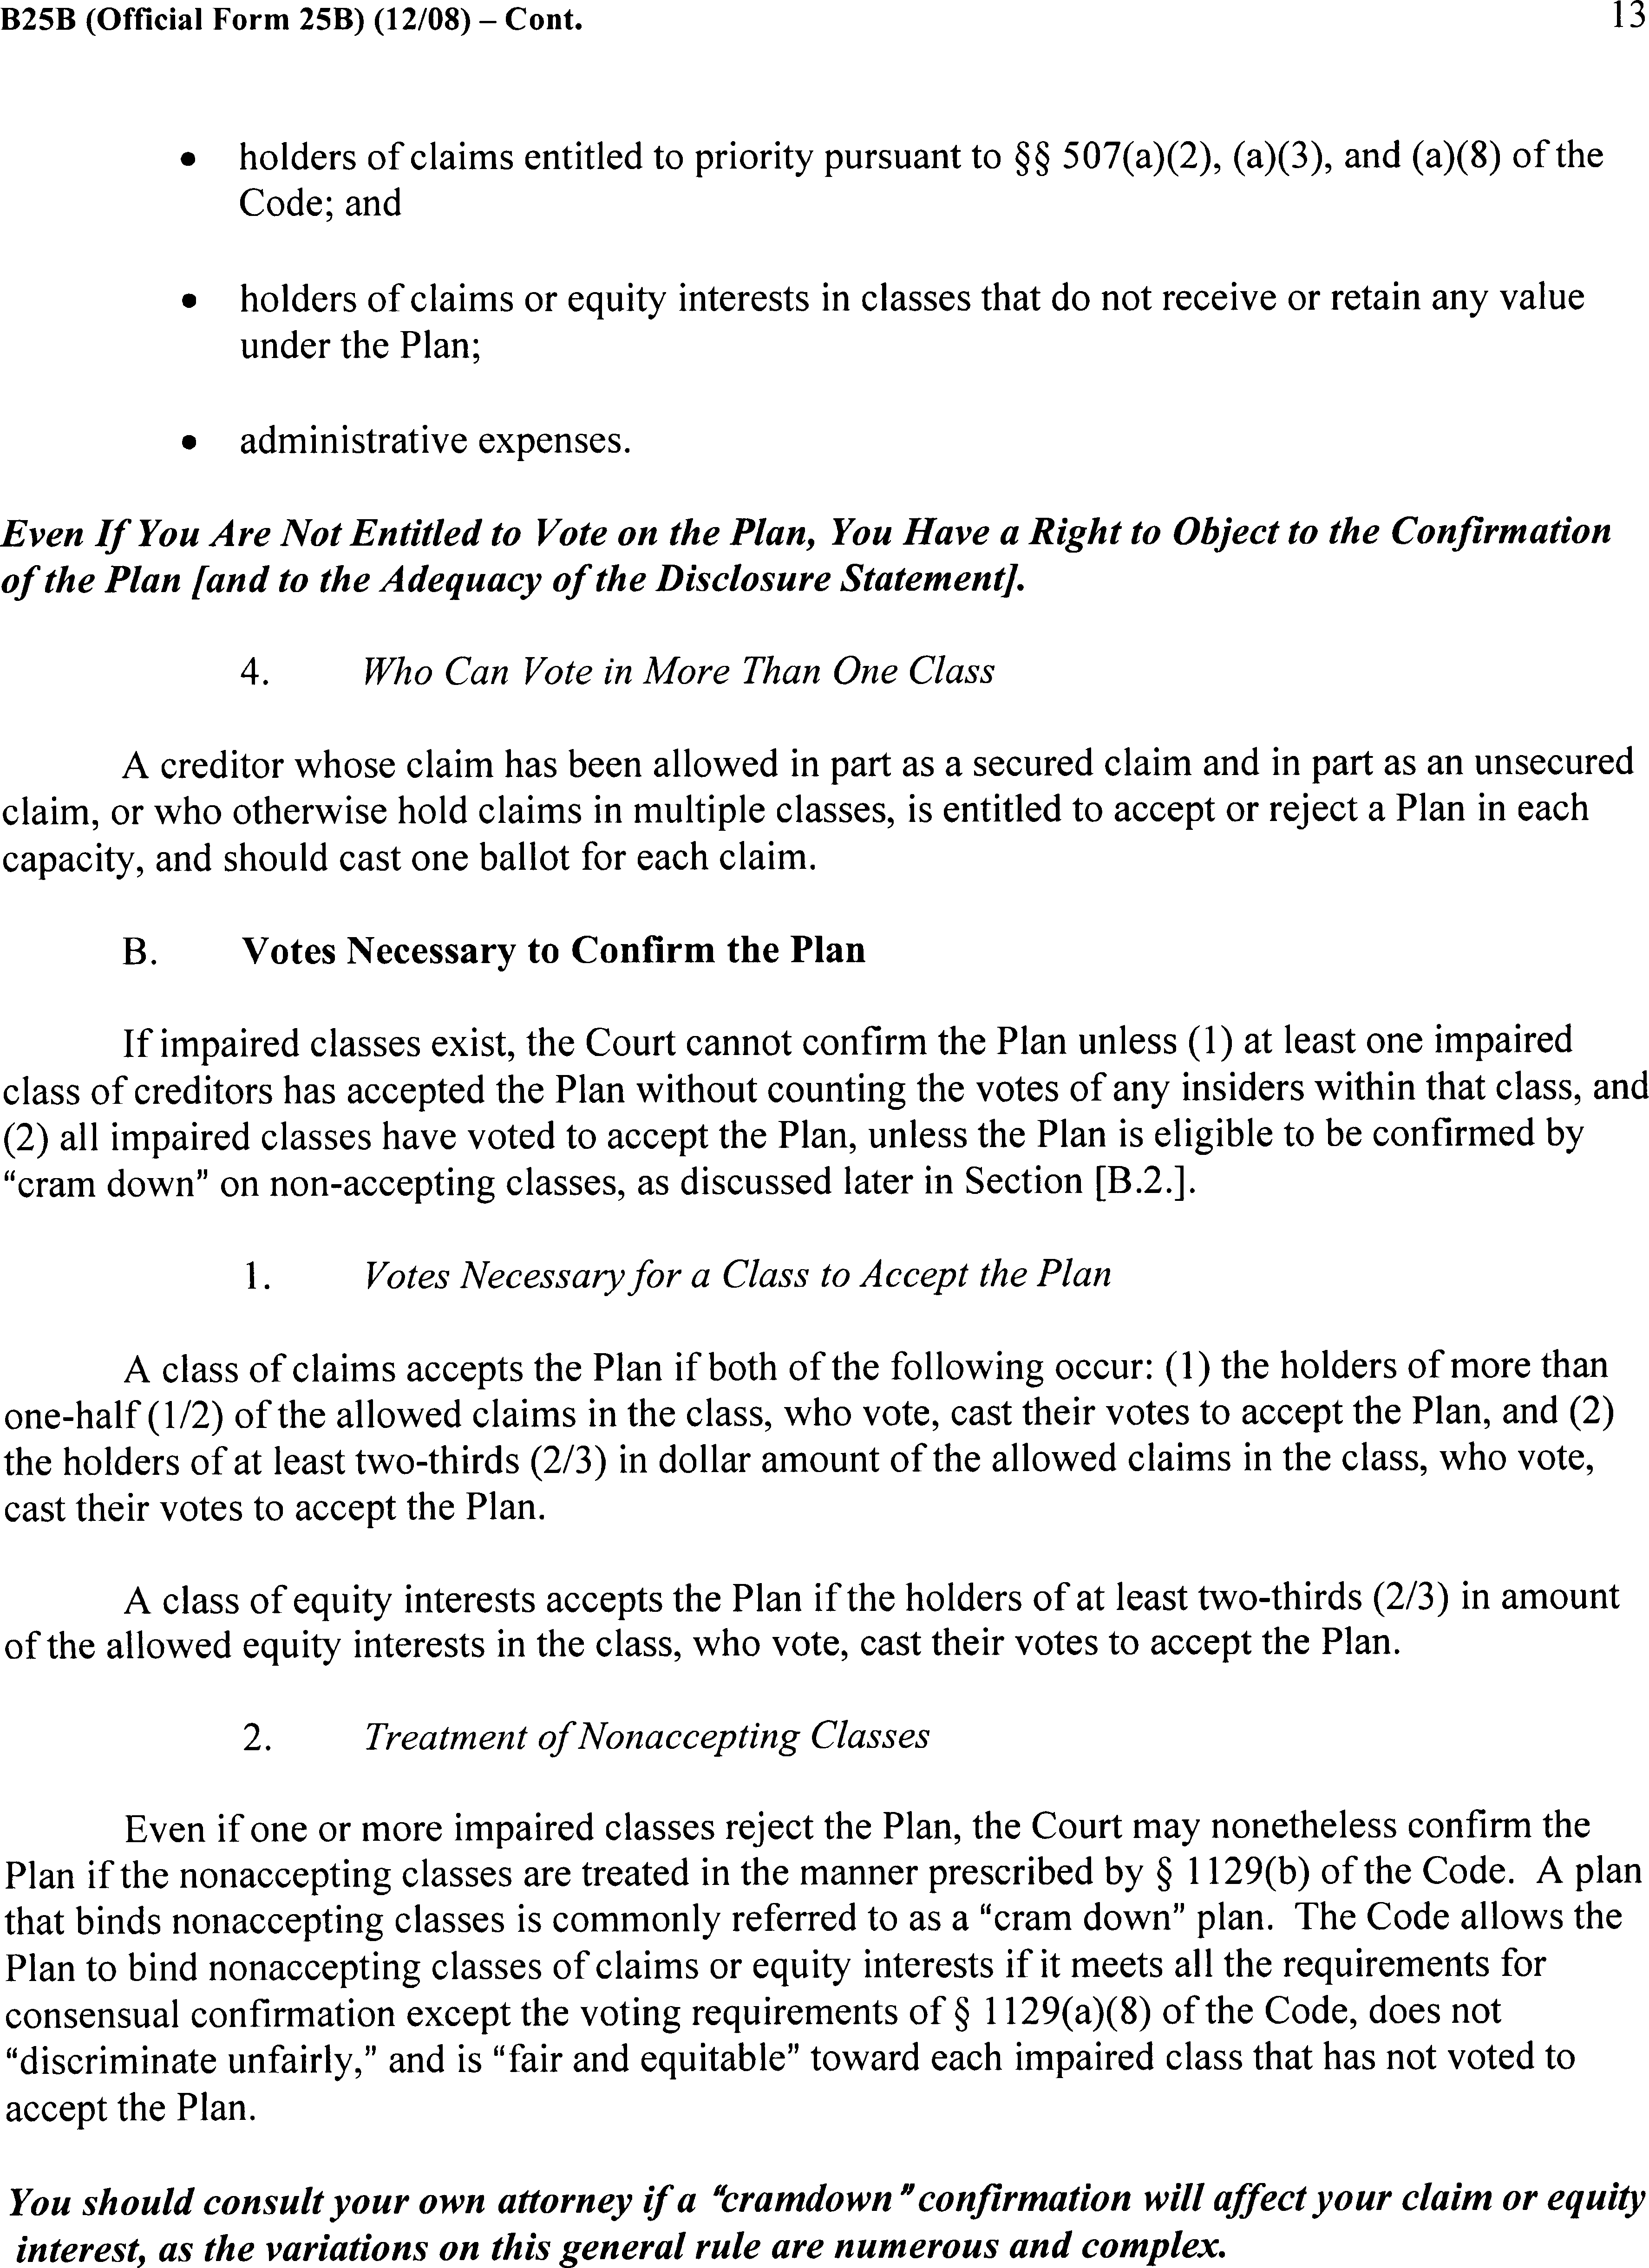 B25B (Official Form 25B) (12/08) – Cont. 13
• holders of claims entitled to priority pursuant to §§ 507(a)(2), (a)(3), and (a)(8) of the
Code; and
• holders of claims or equity interests in classes that do not receive or retain any value
under the Plan;
• administrative expenses.
Even If You Are Not Entitled to Vote on the Plan, You Have a Right to Object to the Confirmation
of the Plan [and to the Adequacy of the Disclosure Statement].
4. Who Can Vote in More Than One Class
A creditor whose claim has been allowed in part as a secured claim and in part as an unsecured
claim, or who otherwise hold claims in multiple classes, is entitled to accept or reject a Plan in each
capacity, and should cast one ballot for each claim.
B. Votes Necessary to Confirm the Plan
If impaired classes exist, the Court cannot confirm the Plan unless (1) at least one impaired
class of creditors has accepted the Plan without counting the votes of any insiders within that class, and
(2) all impaired classes have voted to accept the Plan, unless the Plan is eligible to be confirmed by
“cram down” on non-accepting classes, as discussed later in Section [B.2.].
1. Votes Necessary for a Class to Accept the Plan
A class of claims accepts the Plan if both of the following occur: (1) the holders of more than
one-half (1/2) of the allowed claims in the class, who vote, cast their votes to accept the Plan, and (2)
the holders of at least two-thirds (2/3) in dollar amount of the allowed claims in the class, who vote,
cast their votes to accept the Plan.
A class of equity interests accepts the Plan if the holders of at least two-thirds (2/3) in amount
of the allowed equity interests in the class, who vote, cast their votes to accept the Plan.
2. Treatment of Nonaccepting Classes
Even if one or more impaired classes reject the Plan, the Court may nonetheless confirm the
Plan if the nonaccepting classes are treated in the manner prescribed by § 1129(b) of the Code. A plan
that binds nonaccepting classes is commonly referred to as a “cram down” plan. The Code allows the
Plan to bind nonaccepting classes of claims or equity interests if it meets all the requirements for
consensual confirmation except the voting requirements of § 1129(a)(8) of the Code, does not
“discriminate unfairly,” and is “fair and equitable” toward each impaired class that has not voted to
accept the Plan.
You should consult your own attorney if a “cramdown” confirmation will affect your claim or equity
interest, as the variations on this general rule are numerous and complex.